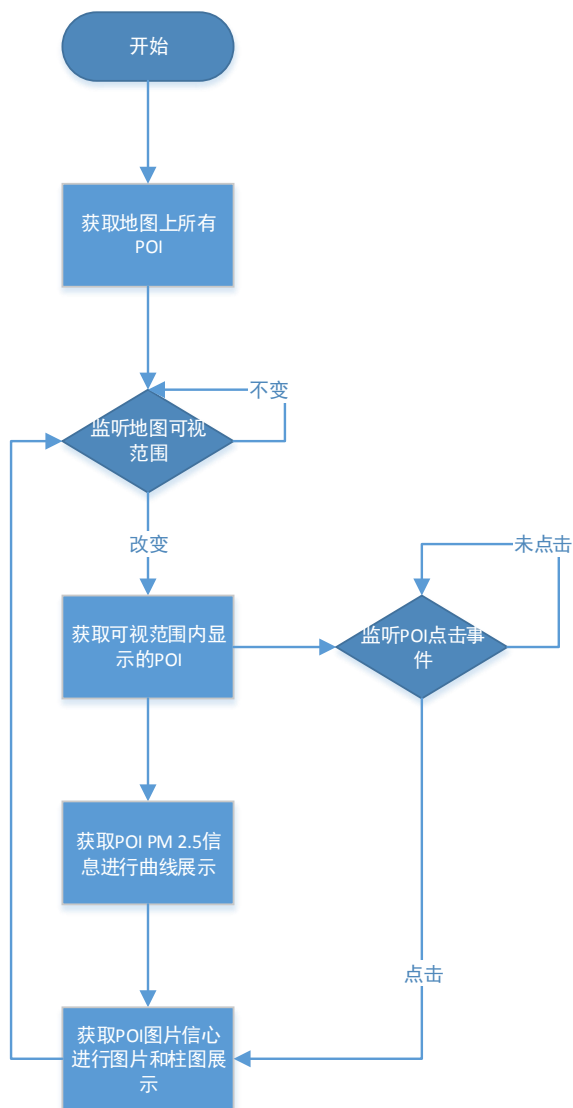 开始
获取地图上所有
POI
不变
监听地图可视
范围
改变
未点击
获取可视范围内显
示的POI
监听POI点击事
件
获取POI PM 2.5信
息进行曲线展示
点击
获取POI图片信心
进行图片和柱图展
示